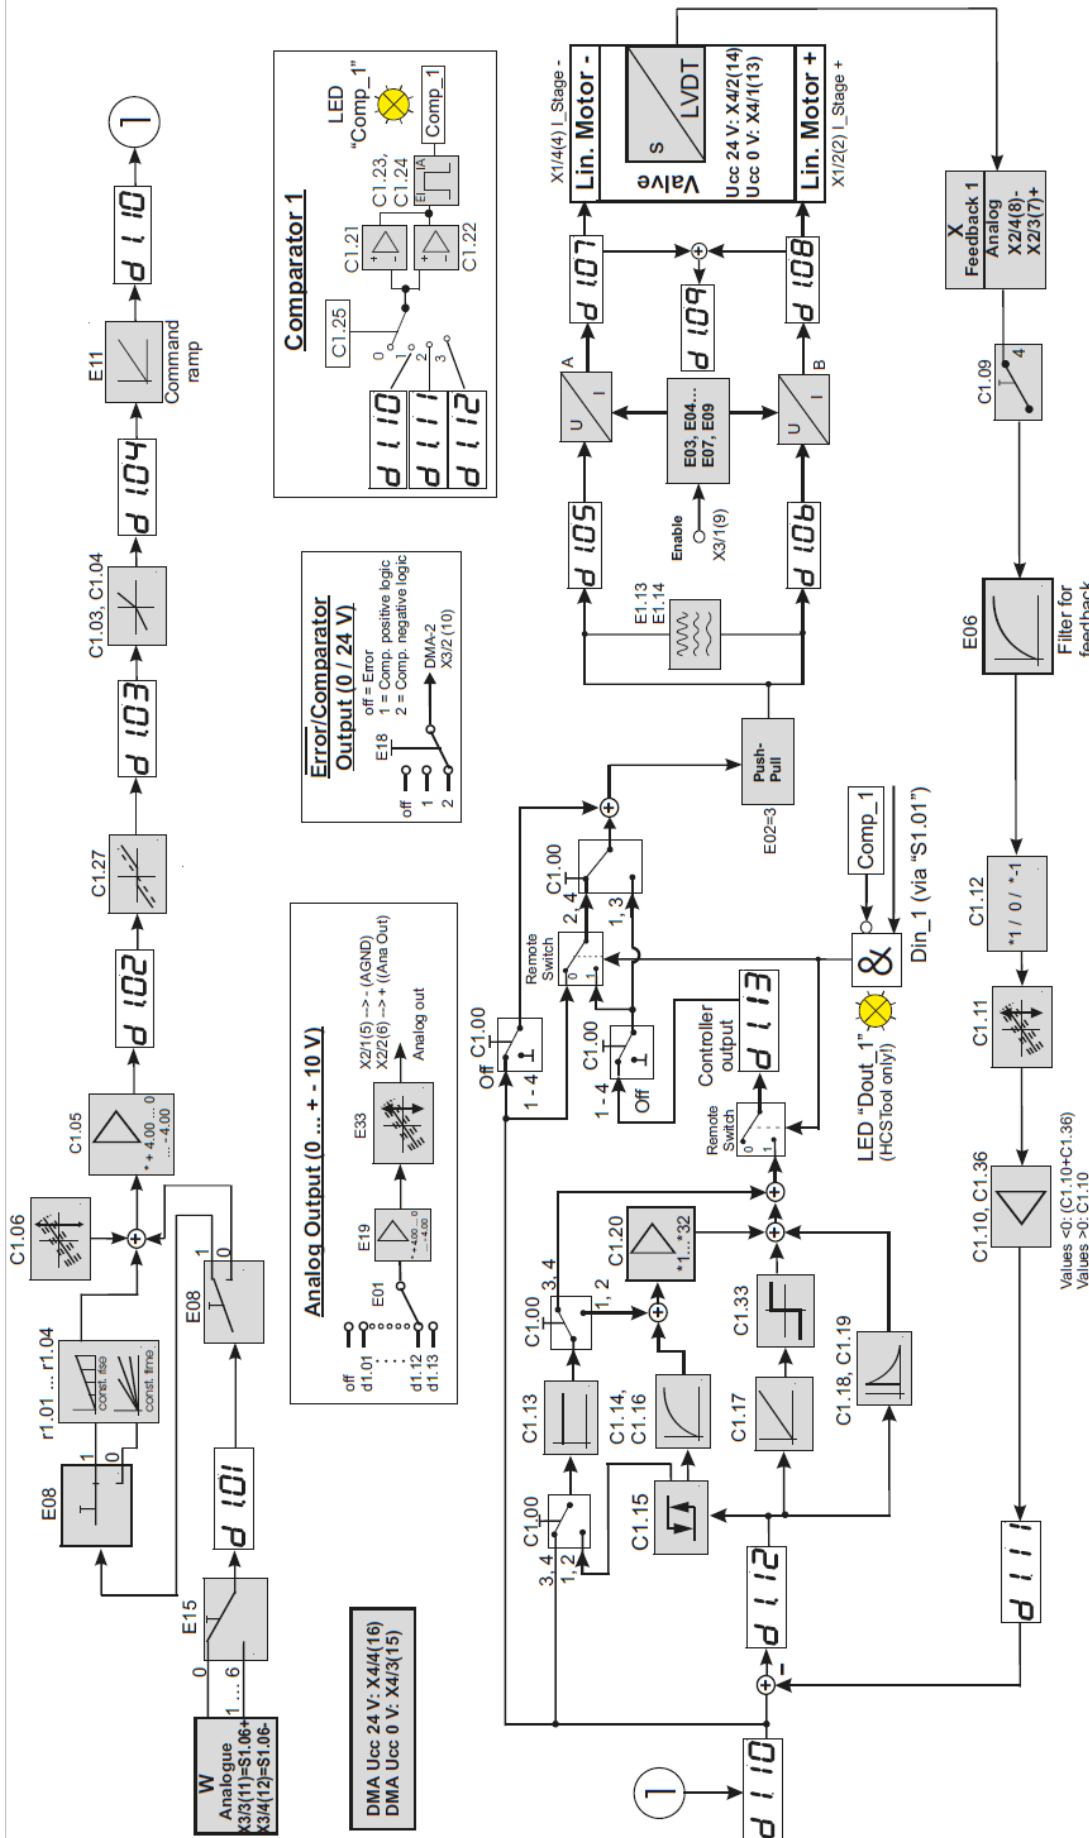 W
Analogue
X3/3(11)=S1.06+
X3/4(12)=S1.06-
0
1 ... 6
E15
d 1.01
E08
1
0
r1.01 ... r1.04
const. rise
const. time
E08
1
0
C1.06
C1.05
* + 4.00 ... 0
... - 4.00
d 1.02
C1.27
d 1.03
C1.03, C1.04
d 1.04
E11
Command
ramp
d 1.10
1
DMA Ucc 24 V: X4/4(16)
DMA Ucc 0 V: X4/3(15)
Analog Output (0 ... + - 10 V)
off
d1.01
d1.12
d1.13
E01
E19
* + 4.00 ... 0
... - 4.00
E33
X2/1(5) --> - (AGND)
X2/2(6) --> + ((Ana Out)
Analog out
Error/Comparator
Output (0 / 24 V)
off = Error
1 = Comp. positive logic
2 = Comp. negative logic
off
1
2
E18
DMA-2
X3/2 (10)
Comparator 1
d 1.10
d 1.11
d 1.12
0
1
2
3
C1.25
C1.21
C1.22
C1.23,
C1.24
EI
IA
Comp_1
LED
"Comp_1"
1
d 1.10
d 1.12
-
C1.00
3, 4
1, 2
C1.13
C1.00
3, 4
1, 2
C1.15
C1.14,
C1.16
C1.20
*1...*32
C1.17
C1.33
C1.18, C1.19
Remote
Switch
0
1
Controller
output
d 1.13
Off
C1.00
1 - 4
1 - 4
C1.00
Off
Remote
Switch
0
1
2, 4
C1.00
1, 3
LED "Dout_1"
(HCSTool only!)
&
Comp_1
Din_1 (via "S1.01")
Push-
Pull
E02=3
E1.13
E1.14
d 1.05
d 1.06
Enable
X3/1(9)
E03, E04...
E07, E09
U
I
A
U
I
B
d 1.07
d 1.09
d 1.08
X1/4(4) I_Stage -
Lin. Motor -
Valve
S
LVDT
Ucc 24 V: X4/2(14)
Ucc 0 V: X4/1(13)
Lin. Motor +
X1/2(2) I_Stage +
X
Feedback 1
Analog
X2/4(8)-
X2/3(7)+
C1.09
4
E06
Filter for
feedback
C1.12
*1 / 0 / *-1
C1.11
C1.10, C1.36
Values <0: (C1.10+C1.36)
Values >0: C1.10
d 1.11